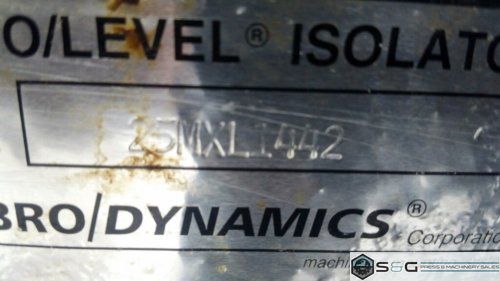 O/LEVEL® ISOLATO
25MXL1442
BRO/DYNAMICS®
Corporatio
machi
S&G PRESS & MACHINERY SALES